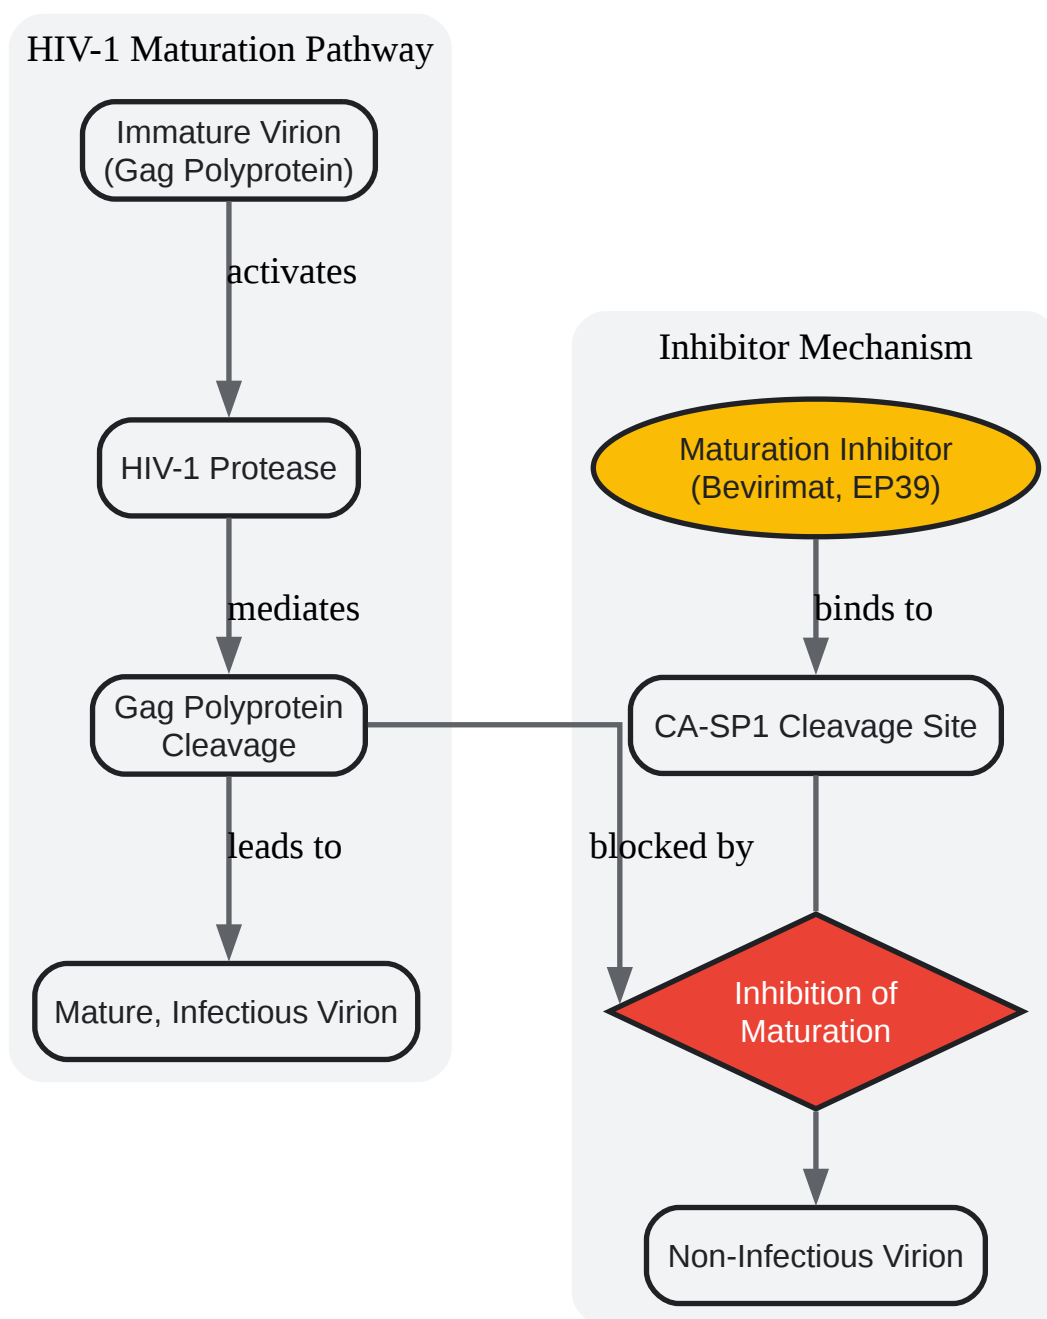 HIV-1 Maturation Pathway
Immature Virion
(Gag Polyprotein)
activates
HIV-1 Protease
mediates
Gag Polyprotein
Cleavage
leads to
Mature, Infectious Virion
Inhibitor Mechanism
Maturation Inhibitor
(Bevirimat, EP39)
binds to
CA-SP1 Cleavage Site
blocked by
Inhibition of
Maturation
Non-Infectious Virion